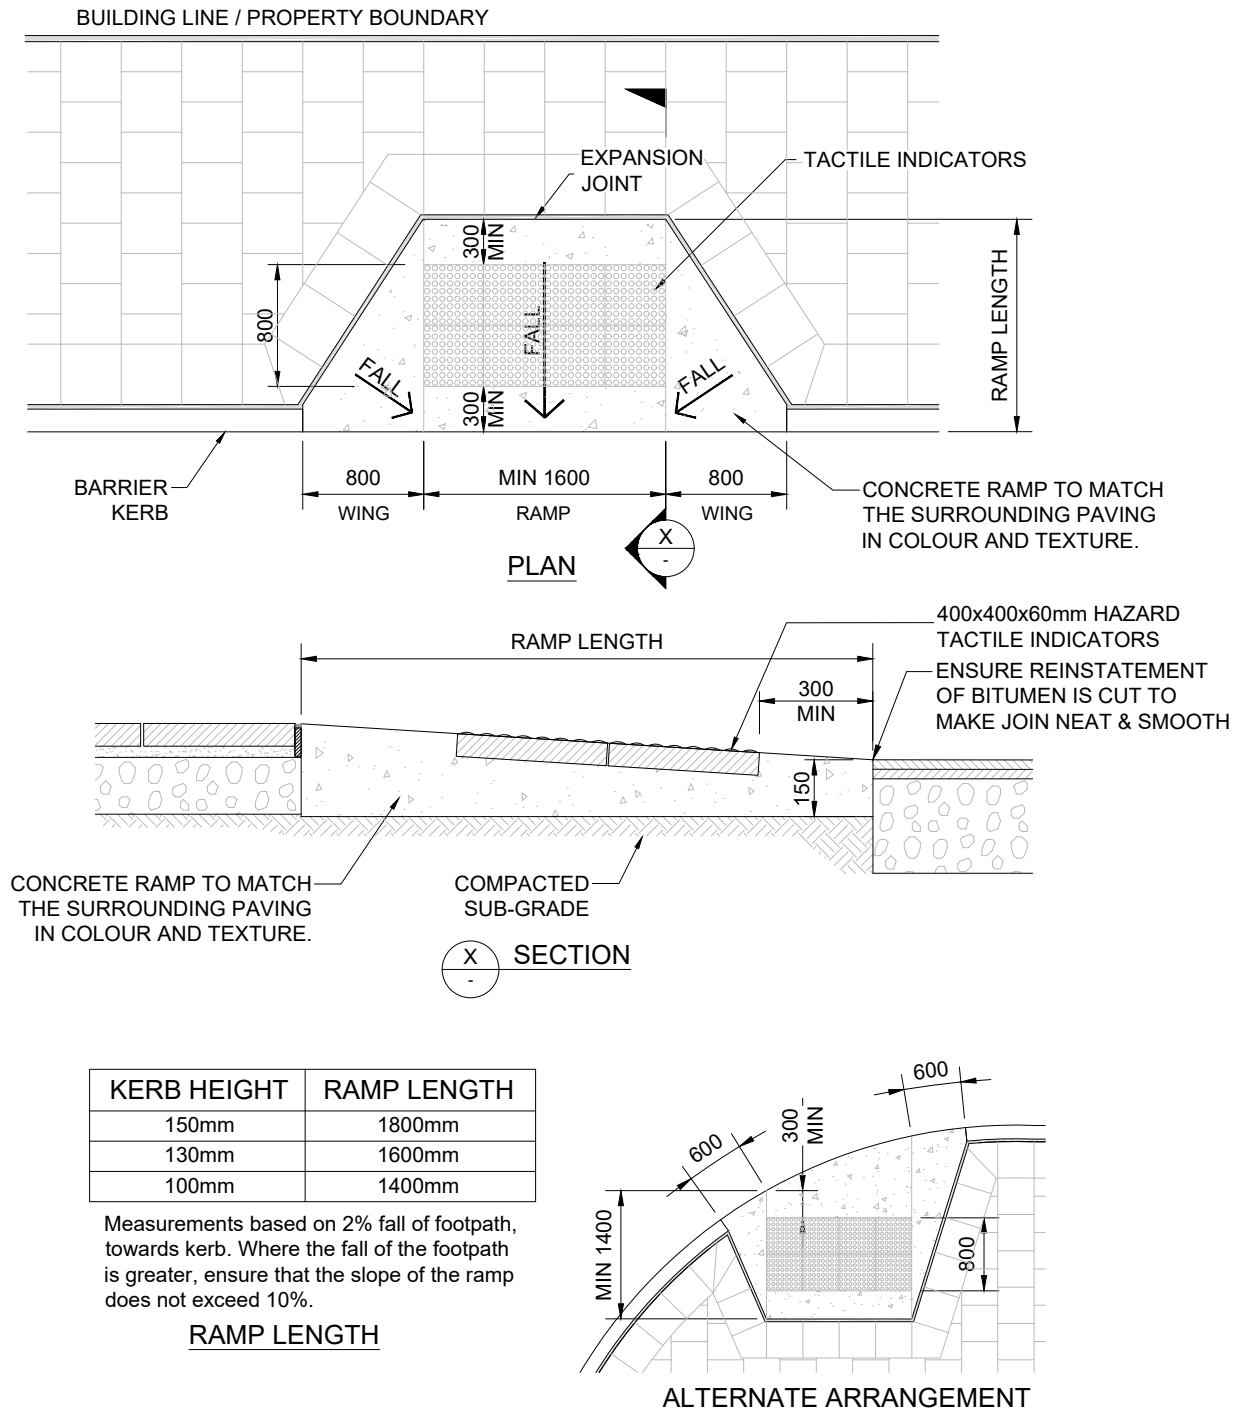 BUILDING LINE / PROPERTY BOUNDARY
EXPANSION
JOINT
TACTILE INDICATORS
300
MIN
800
FALL
FALL
FALL
300
MIN
RAMP LENGTH
BARRIER
KERB
800
MIN 1600
800
WING
RAMP
WING
CONCRETE RAMP TO MATCH
THE SURROUNDING PAVING
IN COLOUR AND TEXTURE.
X
-
PLAN
RAMP LENGTH
400x400x60mm HAZARD
TACTILE INDICATORS
ENSURE REINSTATEMENT
OF BITUMEN IS CUT TO
MAKE JOIN NEAT & SMOOTH
300
MIN
150
CONCRETE RAMP TO MATCH
THE SURROUNDING PAVING
IN COLOUR AND TEXTURE.
COMPACTED
SUB-GRADE
X
-
SECTION
KERB HEIGHT RAMP LENGTH
150mm 1800mm
130mm 1600mm
100mm 1400mm
Measurements based on 2% fall of footpath,
towards kerb. Where the fall of the footpath
is greater, ensure that the slope of the ramp
does not exceed 10%.
RAMP LENGTH
600
300
MIN
600
MIN 1400
800
ALTERNATE ARRANGEMENT